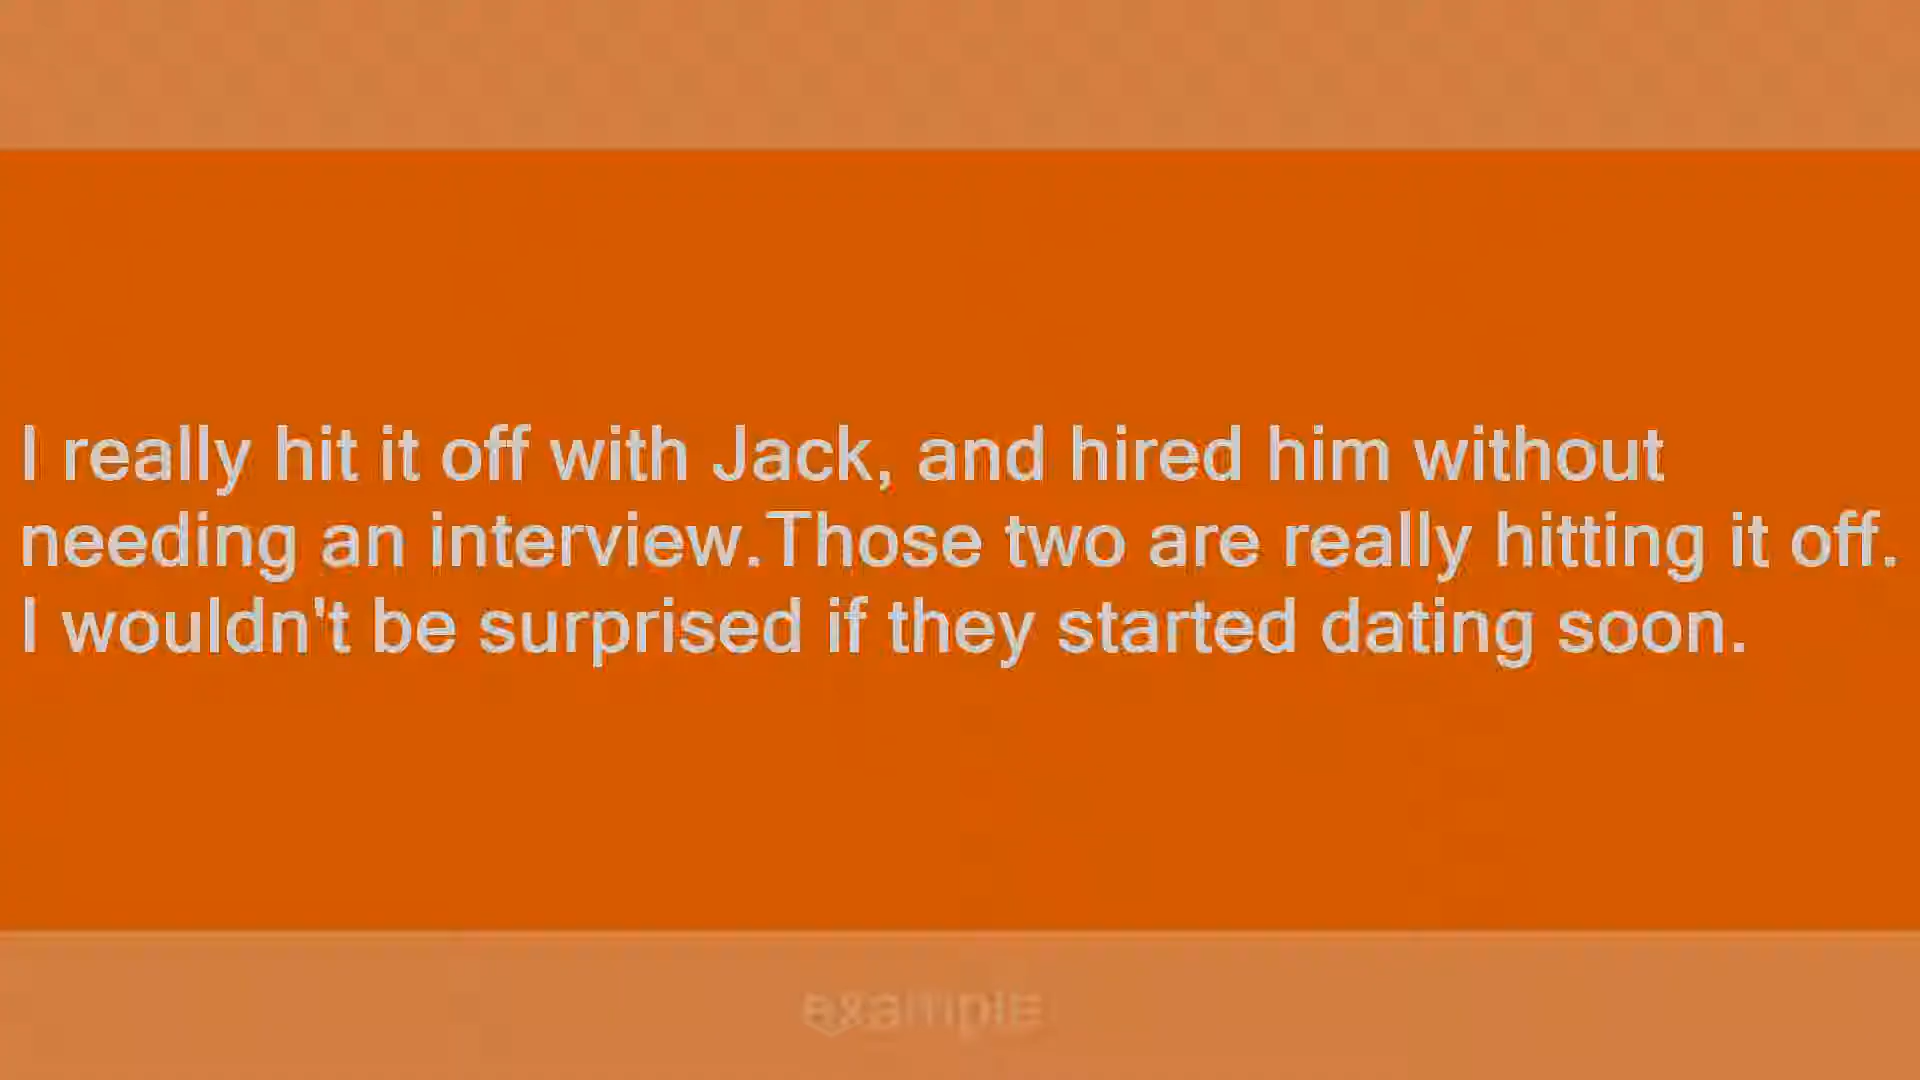 I really hit it off with Jack, and hired him without
needing an interview.Those two are really hitting it off.
I wouldn't be surprised if they started dating soon.
example